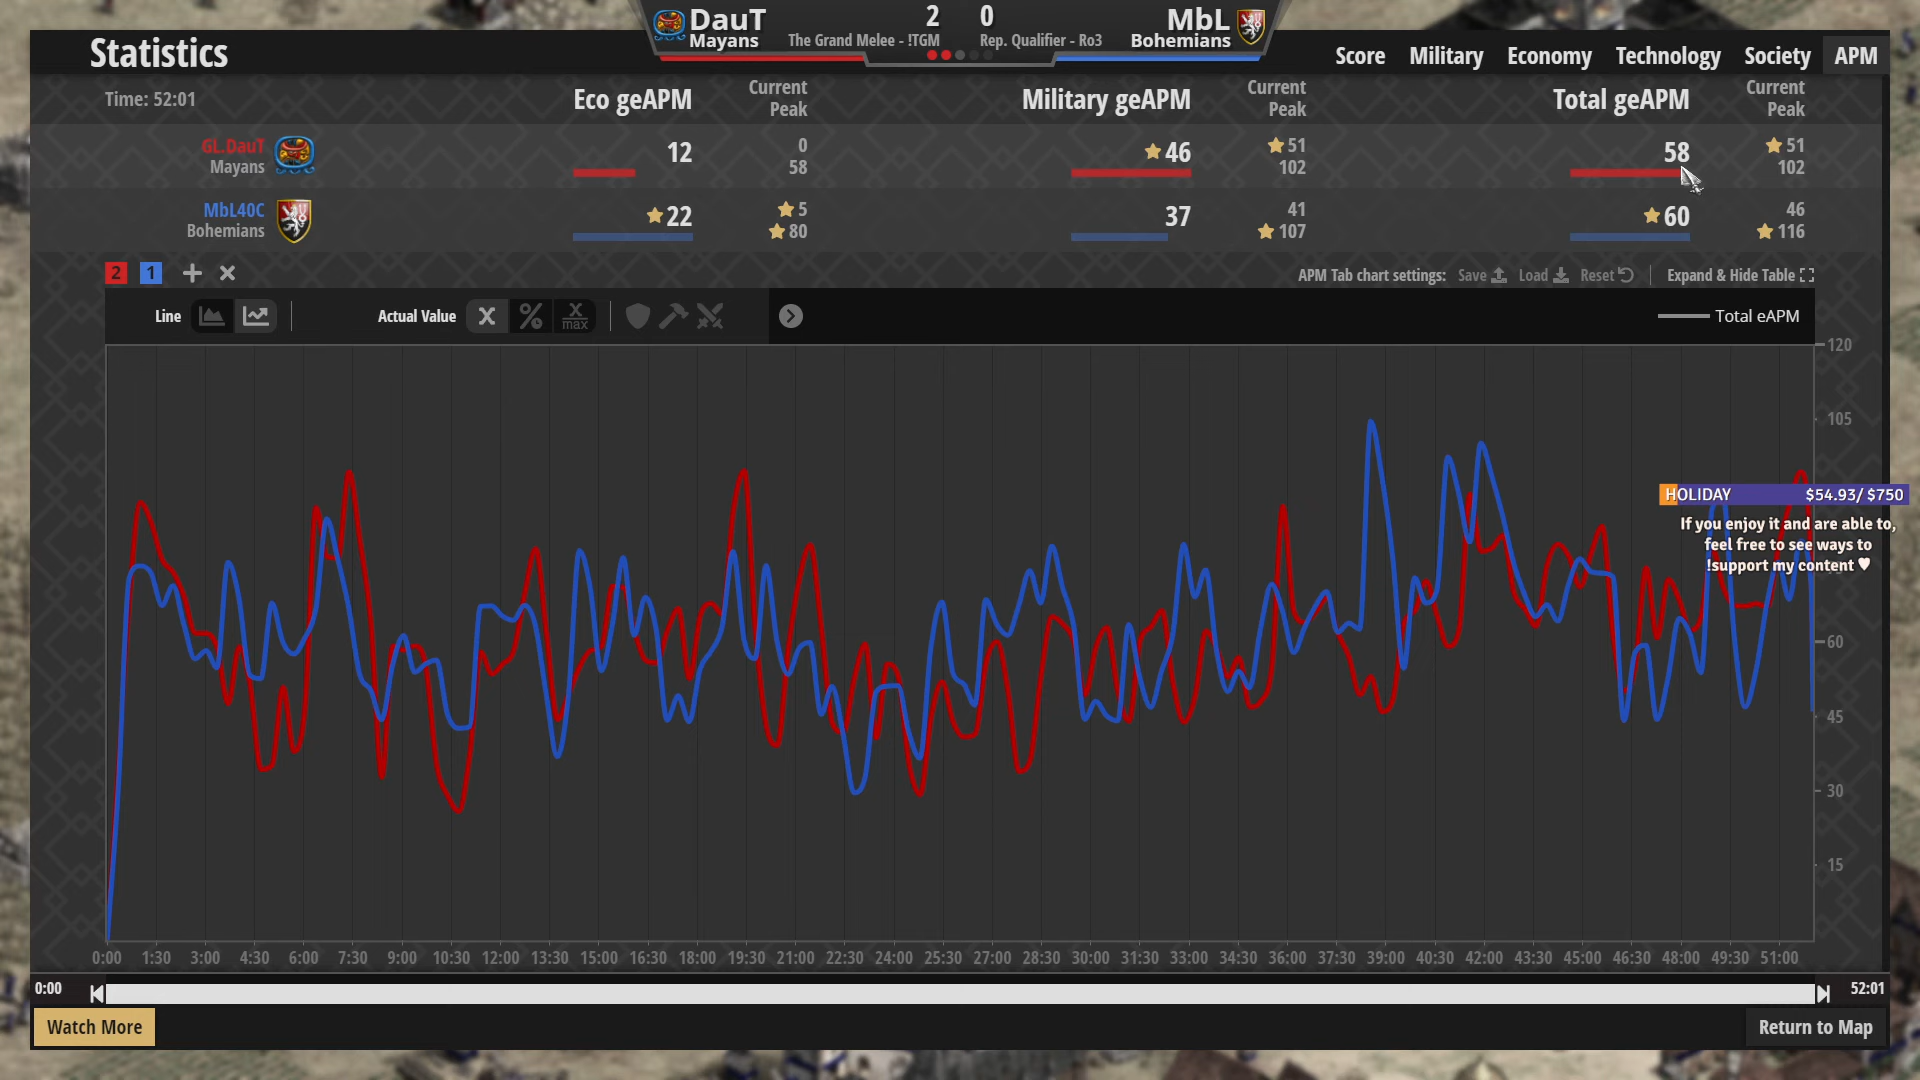 DauT 2 0 MbL
Mayans The Grand Melee - !TGM Rep. Qualifier - Ro3 Bohemians
Statistics
Score Military Economy Technology Society APM
Time: 52:01
Eco geAPM Current Peak Military geAPM Current Peak Total geAPM Current Peak
GL.DauT 12 0 46 51 58 51
Mayans 58 102 102
MbL40C 22 5 37 41 60 46
Bohemians 80 107 116
2 1
APM Tab chart settings: Save Load Reset Expand & Hide Table
Line Actual Value X % X max Total eAPM
120
105
HOLIDAY $54.93/ $750
If you enjoy it and are able to,
feel free to see ways to
!support my content ♥
60
45
30
15
0:00 1:30 3:00 4:30 6:00 7:30 9:00 10:30 12:00 13:30 15:00 16:30 18:00 19:30 21:00 22:30 24:00 25:30 27:00 28:30 30:00 31:30 33:00 34:30 36:00 37:30 39:00 40:30 42:00 43:30 45:00 46:30 48:00 49:30 51:00
0:00 52:01
Watch More Return to Map